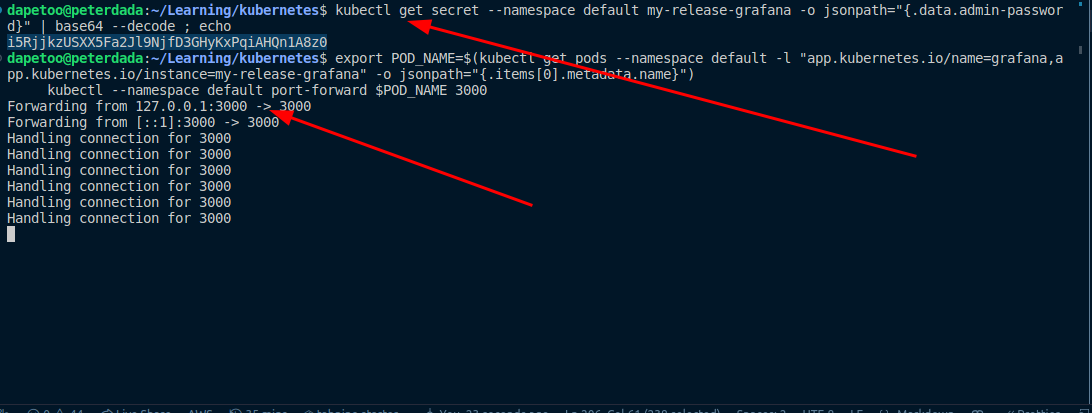 dapetoo@peterdada:~/Learning/kubernetes$ kubectl get secret --namespace default my-release-grafana -o jsonpath="{.data.admin-passwor
d}" | base64 --decode ; echo
i5RjjkzUSXX5Fa2Jl9NjfD3GHyKxPqiAHQn1A8z0
dapetoo@peterdada:~/Learning/kubernetes$ export POD_NAME=$(kubectl get pods --namespace default -l "app.kubernetes.io/name=grafana,a
pp.kubernetes.io/instance=my-release-grafana" -o jsonpath="{.items[0].metadata.name}")
     kubectl --namespace default port-forward $POD_NAME 3000
Forwarding from 127.0.0.1:3000 -> 3000
Forwarding from [::1]:3000 -> 3000
Handling connection for 3000
Handling connection for 3000
Handling connection for 3000
Handling connection for 3000
Handling connection for 3000
Handling connection for 3000